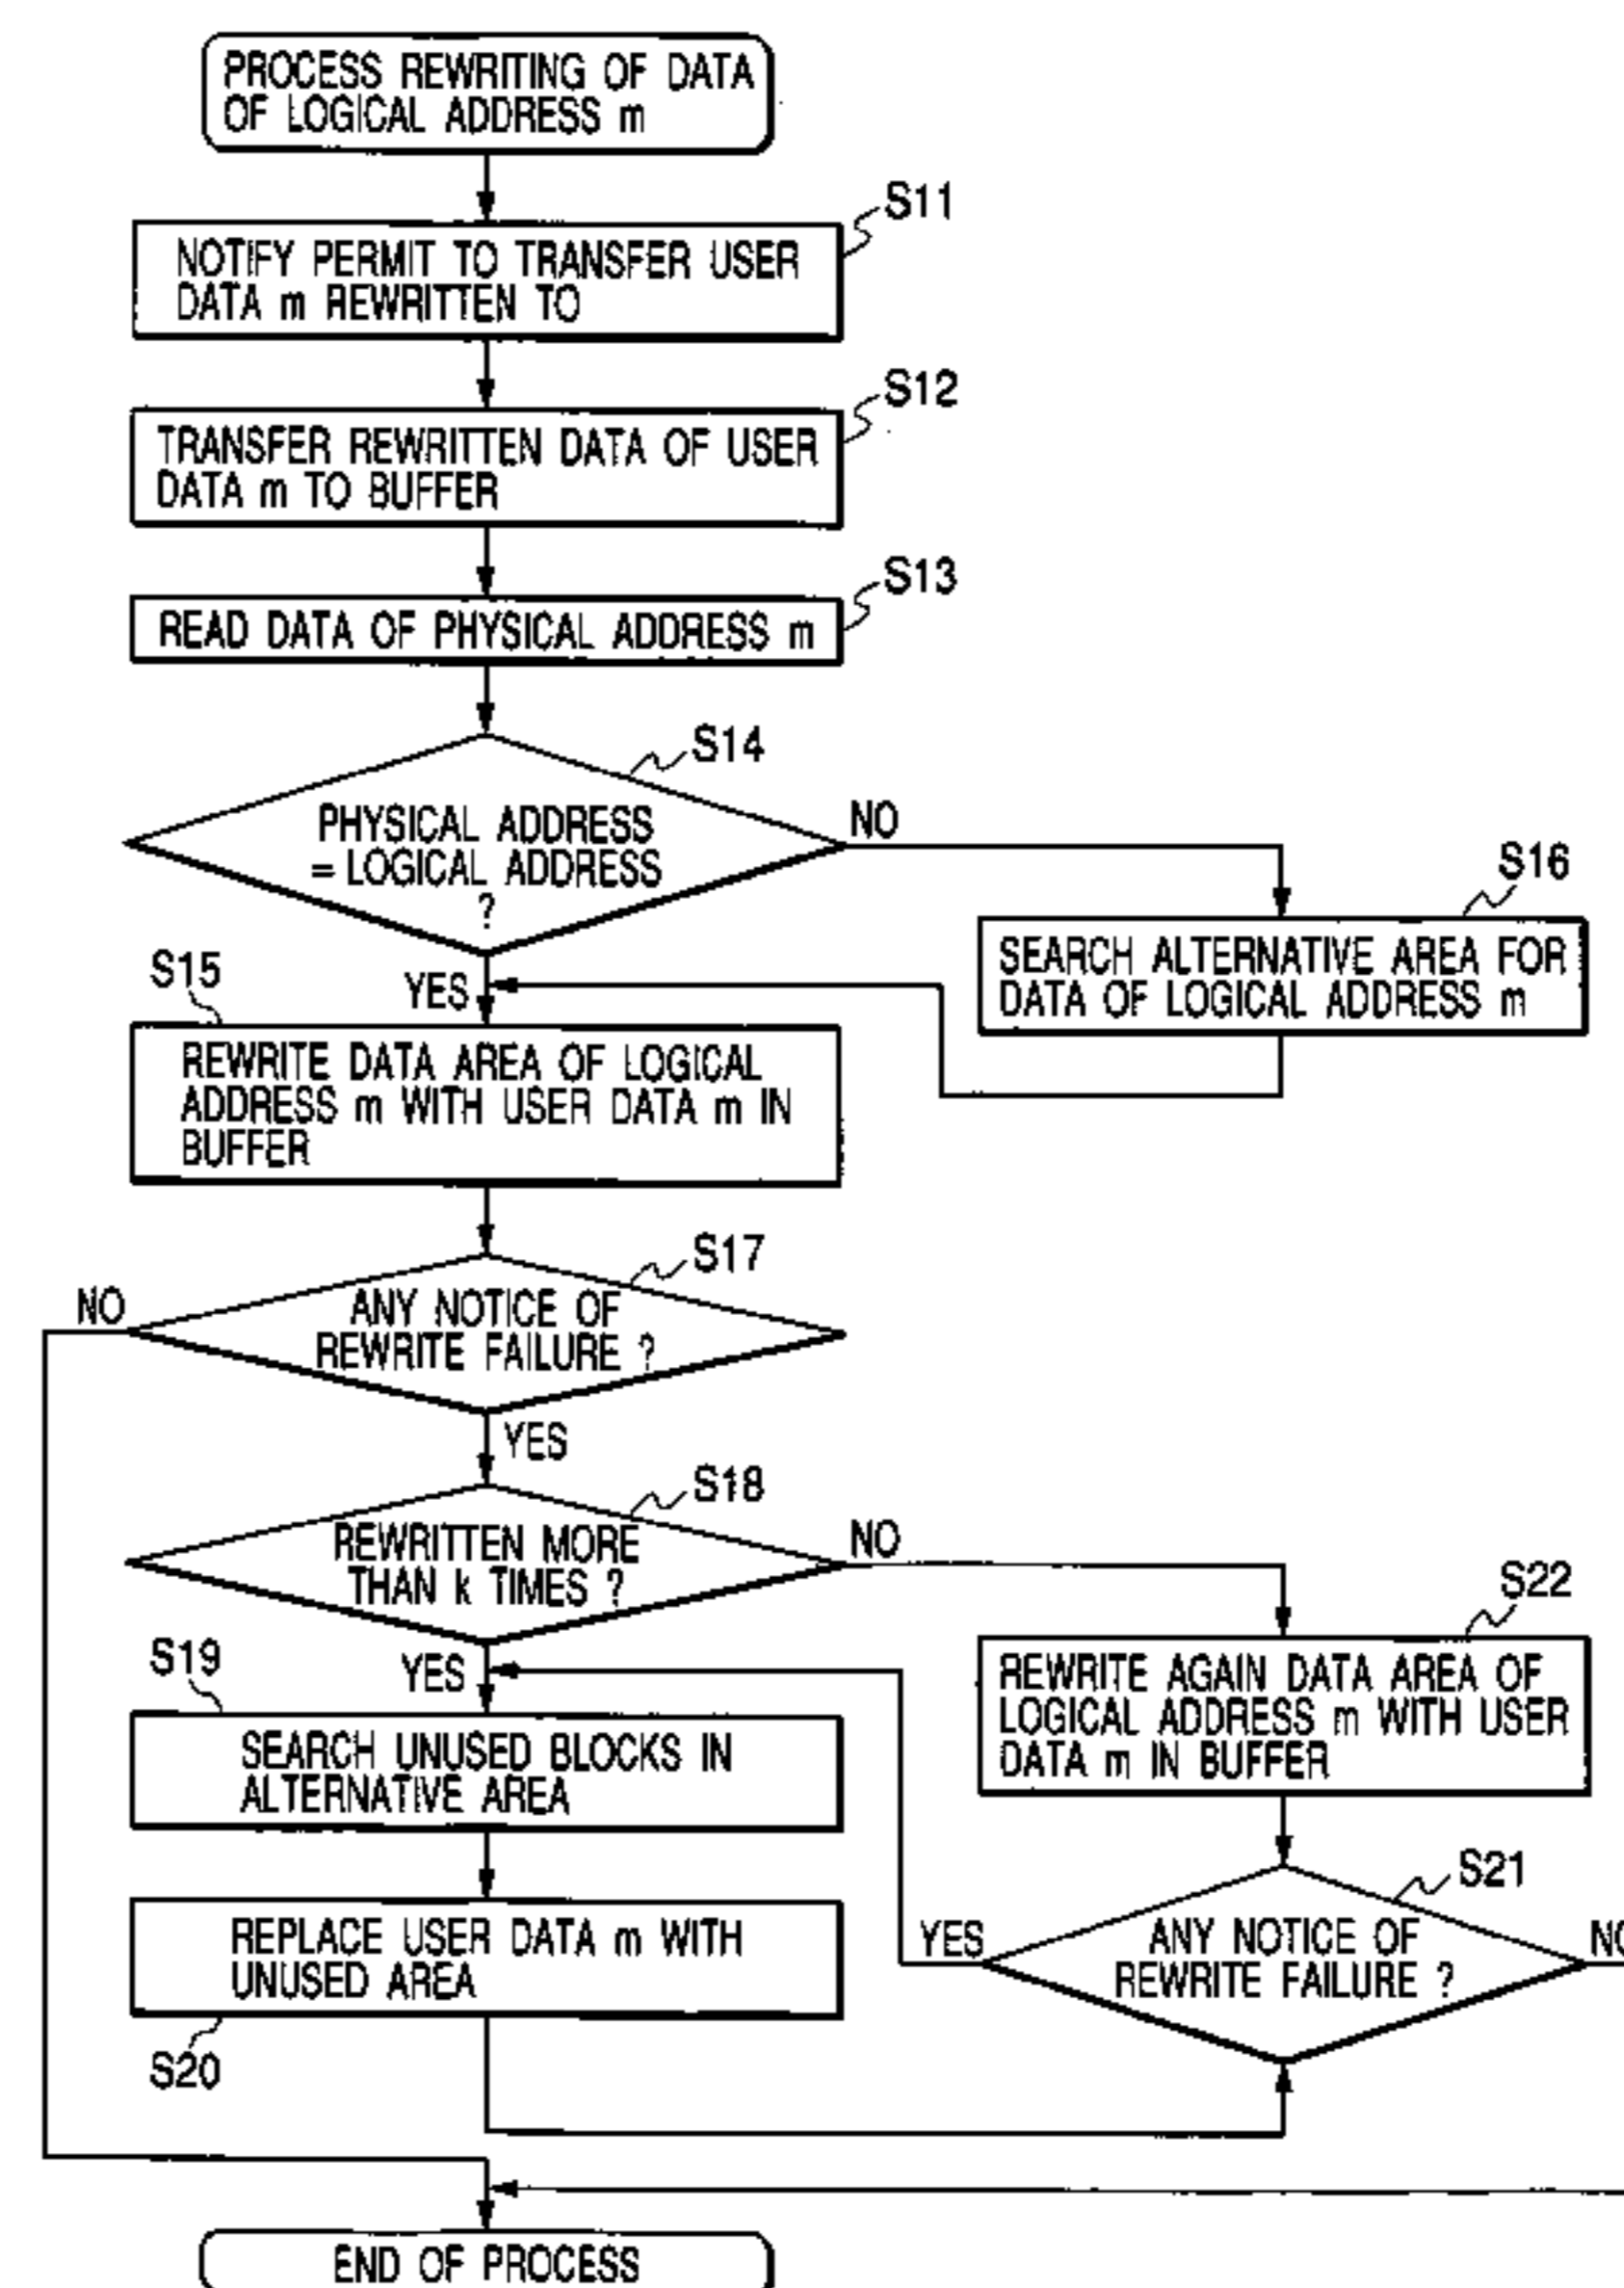 PROCESS REWRITING OF DATA
OF LOGICAL ADDRESS m
S11
NOTIFY PERMIT TO TRANSFER USER
DATA m REWRITTEN TO
S12
TRANSFER REWRITTEN DATA OF USER
DATA m TO BUFFER
S13
READ DATA OF PHYSICAL ADDRESS m
S14
PHYSICAL ADDRESS
= LOGICAL ADDRESS
?
NO
S16
SEARCH ALTERNATIVE AREA FOR
DATA OF LOGICAL ADDRESS m
YES
S15
REWRITE DATA AREA OF LOGICAL
ADDRESS m WITH USER DATA m IN
BUFFER
S17
ANY NOTICE OF
REWRITE FAILURE ?
NO
YES
S18
REWRITTEN MORE
THAN k TIMES ?
NO
S22
REWRITE AGAIN DATA AREA OF
LOGICAL ADDRESS m WITH USER
DATA m IN BUFFER
YES
S19
SEARCH UNUSED BLOCKS IN
ALTERNATIVE AREA
S21
ANY NOTICE OF
REWRITE FAILURE ?
YES
NO
REPLACE USER DATA m WITH
UNUSED AREA
S20
END OF PROCESS